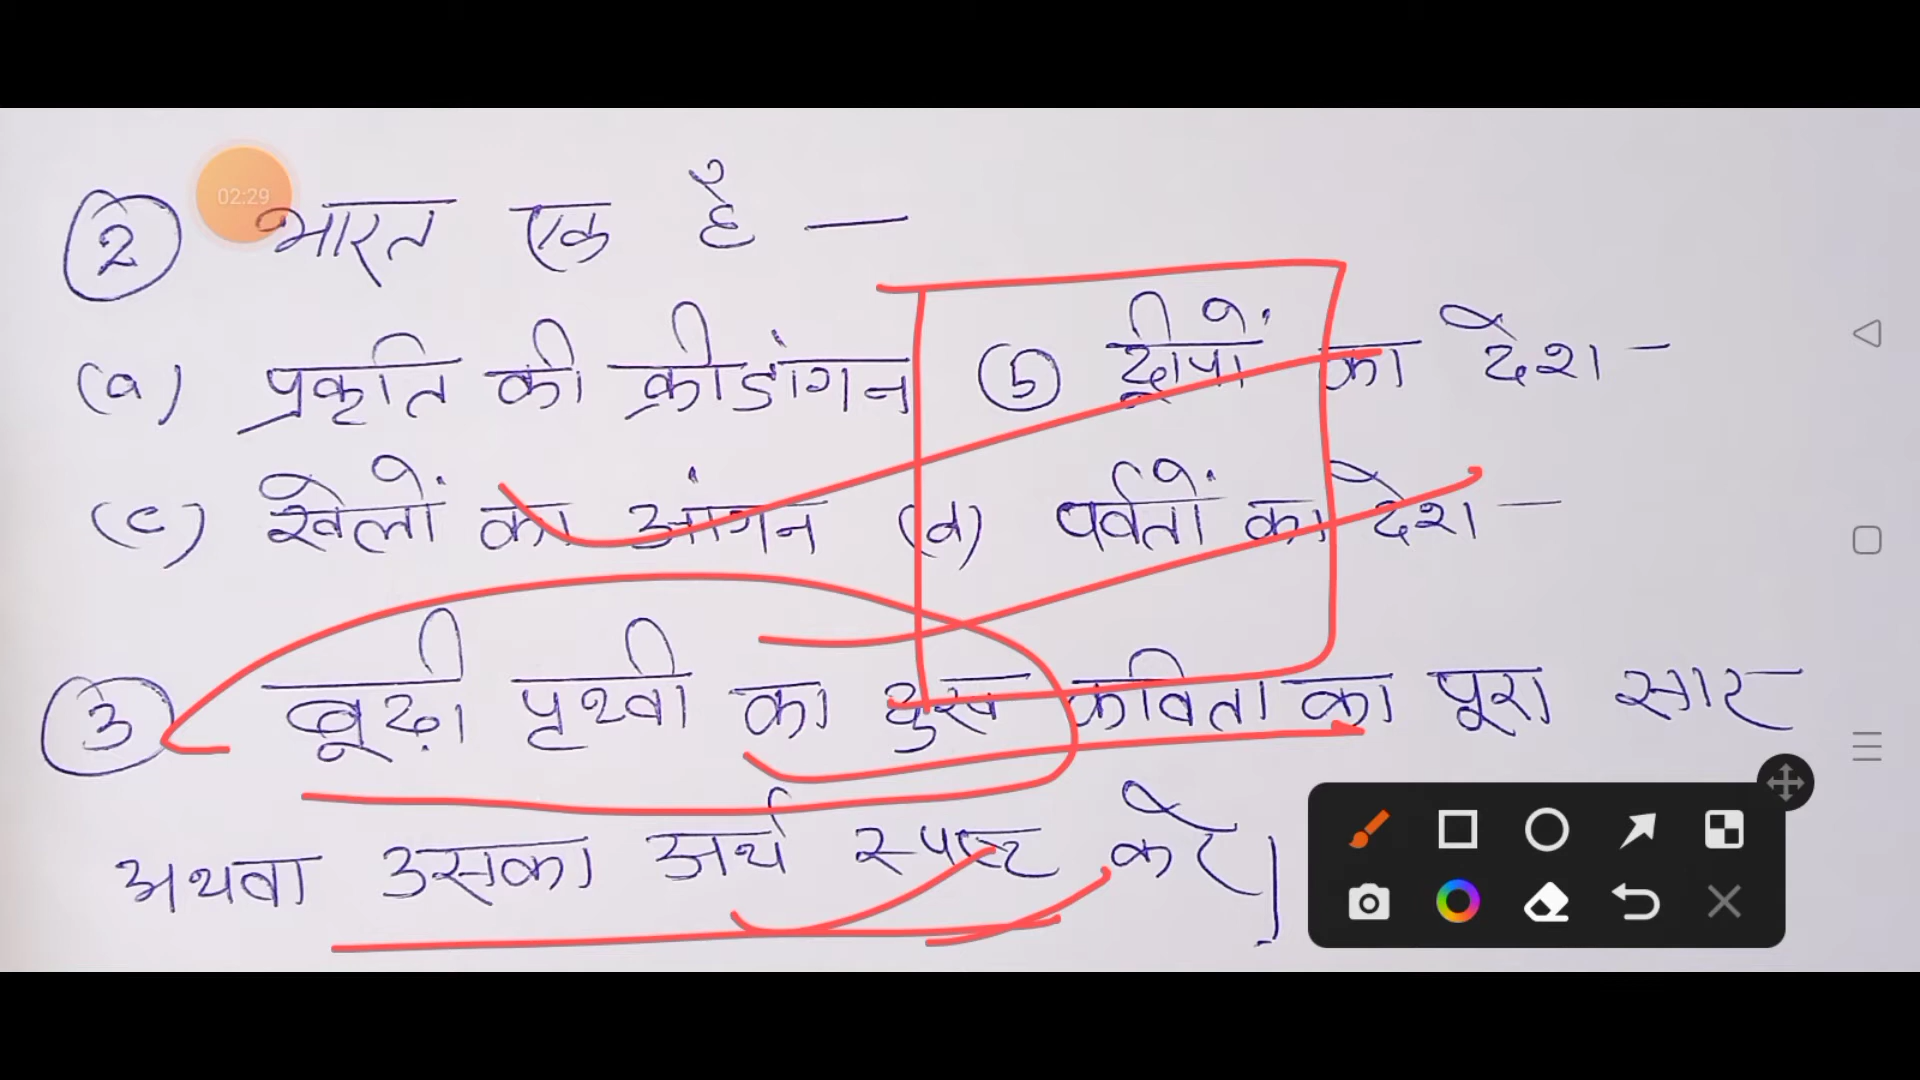 02:29
② भारत एक है —
(a) प्रकृति की क्रीडांगन ⓑ द्वीपों का देश -
(c) खेलों का आंगन (d) पर्वतों का देश -
③ बूढ़ी पृथ्वी का दुख कविता का पूरा सार
अथवा उसका अर्थ स्पष्ट करे।